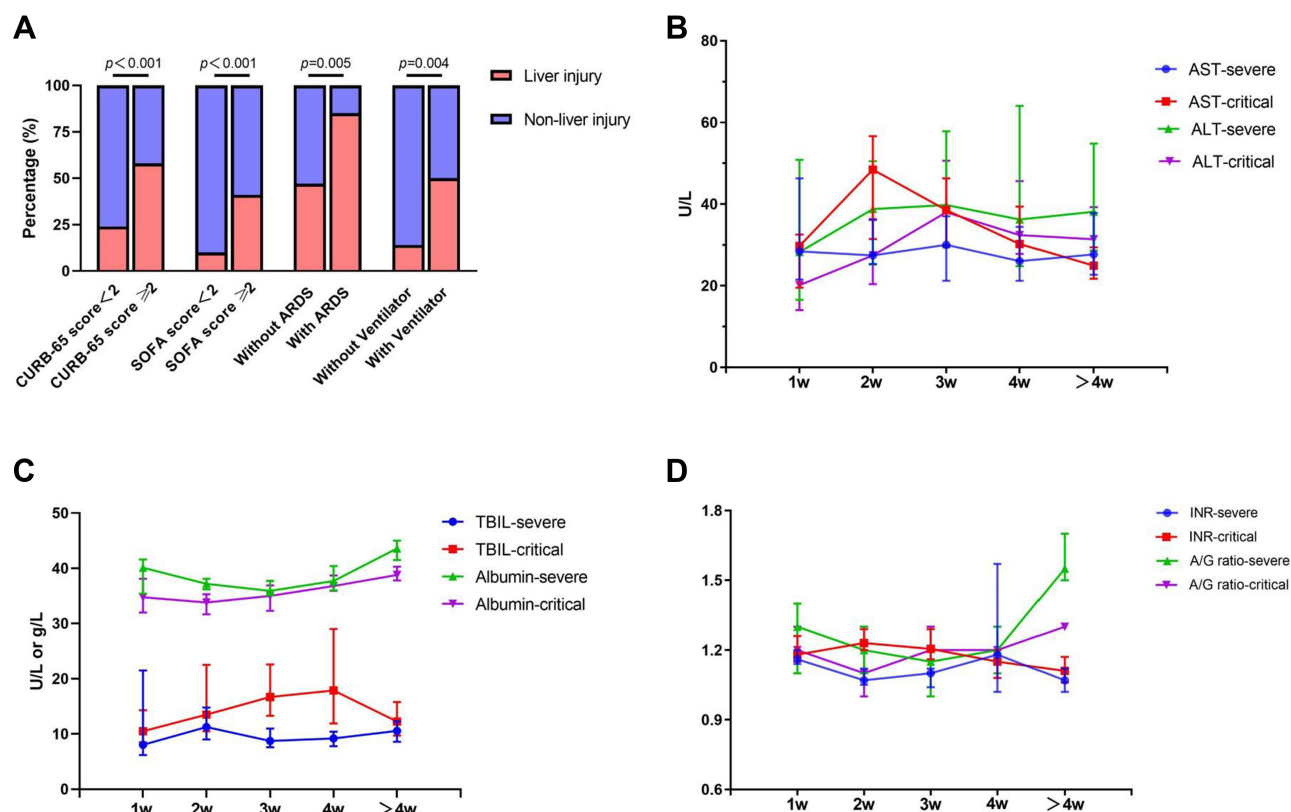 A
p<0.001
p<0.001
p=0.005
p=0.004
100
75
50
25
0
Percentage (%)
CURB-65 score<2
CURB-65 score ⩾2
SOFA score<2
SOFA score ⩾2
Without ARDS
With ARDS
Without Ventilator
With Ventilator
Liver injury
Non-liver injury
B
80
60
40
20
0
U/L
1w
2w
3w
4w
>4w
AST-severe
AST-critical
ALT-severe
ALT-critical
C
50
40
30
20
10
0
U/L or g/L
1w
2w
3w
4w
>4w
TBIL-severe
TBIL-critical
Albumin-severe
Albumin-critical
D
1.8
1.5
1.2
0.9
0.6
1w
2w
3w
4w
>4w
INR-severe
INR-critical
A/G ratio-severe
A/G ratio-critical